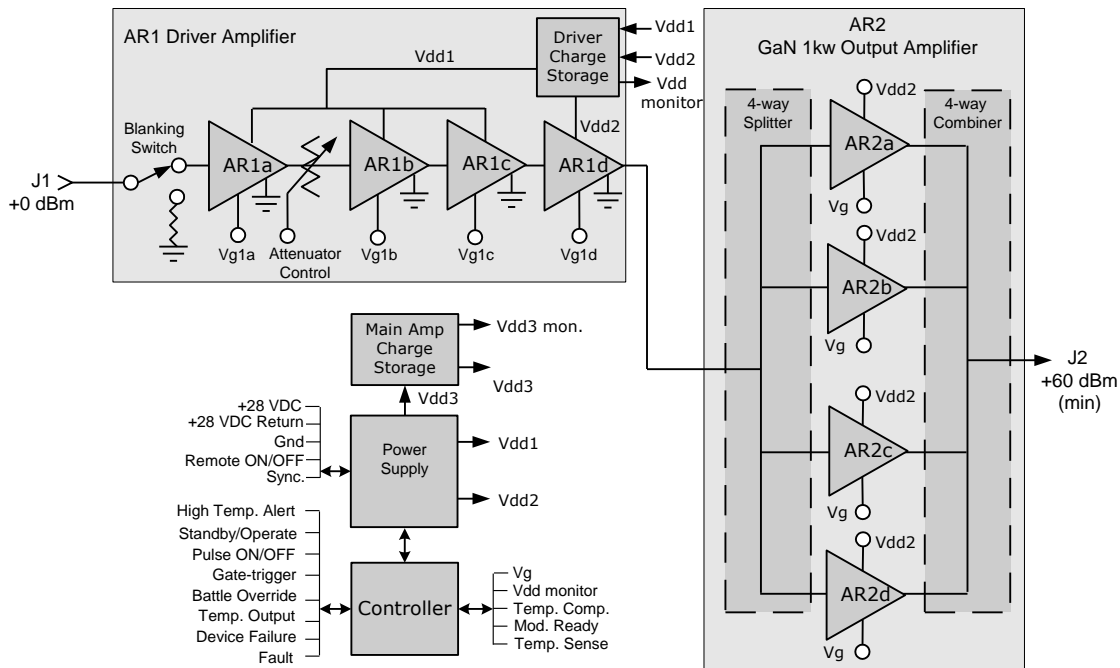 AR1 Driver Amplifier
Driver
Charge
Storage
Vdd1
Vdd2
Vdd
monitor
Vdd1
Vdd2
Blanking
Switch
J1
+0 dBm
AR1a
AR1b
AR1c
AR1d
Vg1a
Attenuator
Control
Vg1b
Vg1c
Vg1d
AR2
GaN 1kw Output Amplifier
4-way
Splitter
4-way
Combiner
Vdd2
AR2a
Vg
Vdd2
AR2b
Vg
Vdd2
AR2c
Vg
Vdd2
AR2d
Vg
J2
+60 dBm
(min)
Main Amp
Charge
Storage
Vdd3 mon.
Vdd3
Vdd3
+28 VDC
+28 VDC Return
Gnd
Remote ON/OFF
Sync.
Power
Supply
Vdd1
Vdd2
High Temp. Alert
Standby/Operate
Pulse ON/OFF
Gate-trigger
Battle Override
Temp. Output
Device Failure
Fault
Controller
Vg
Vdd monitor
Temp. Comp.
Mod. Ready
Temp. Sense